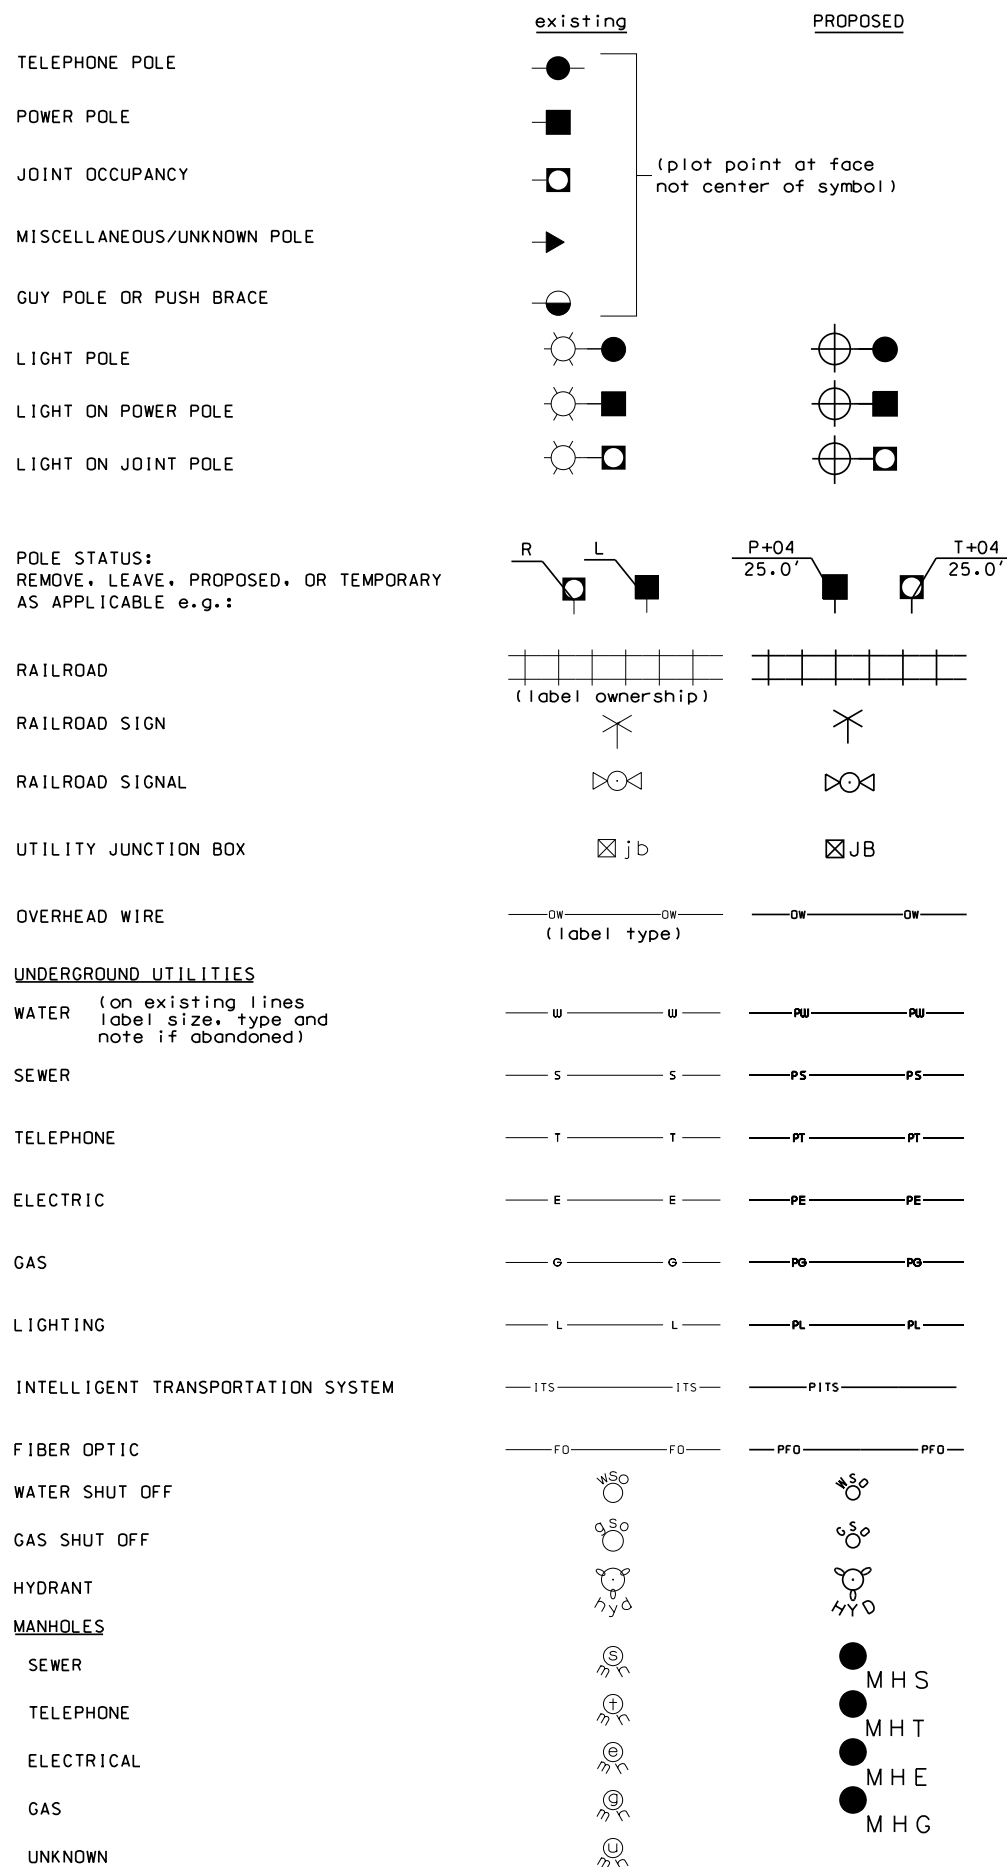 existing PROPOSED
TELEPHONE POLE
POWER POLE
JOINT OCCUPANCY
(plot point at face
not center of symbol)
MISCELLANEOUS/UNKNOWN POLE
GUY POLE OR PUSH BRACE
LIGHT POLE
LIGHT ON POWER POLE
LIGHT ON JOINT POLE
POLE STATUS:
REMOVE, LEAVE, PROPOSED, OR TEMPORARY
AS APPLICABLE e.g.:
R L P+04 T+04
25.0' 25.0'
RAILROAD
(label ownership)
RAILROAD SIGN
RAILROAD SIGNAL
UTILITY JUNCTION BOX jb JB
OVERHEAD WIRE OW OW OW OW
(label type)
UNDERGROUND UTILITIES
WATER (on existing lines
label size, type and
note if abandoned)
W W PW PW
SEWER S S PS PS
TELEPHONE T T PT PT
ELECTRIC E E PE PE
GAS G G PG PG
LIGHTING L L PL PL
INTELLIGENT TRANSPORTATION SYSTEM ITS ITS PITS
FIBER OPTIC FO FO PFO PFO
WATER SHUT OFF wso WSO
GAS SHUT OFF gso GSO
HYDRANT hyd HYD
MANHOLES
SEWER s mh MHS
TELEPHONE t mh MHT
ELECTRICAL e mh MHE
GAS g mh MHG
UNKNOWN u mh